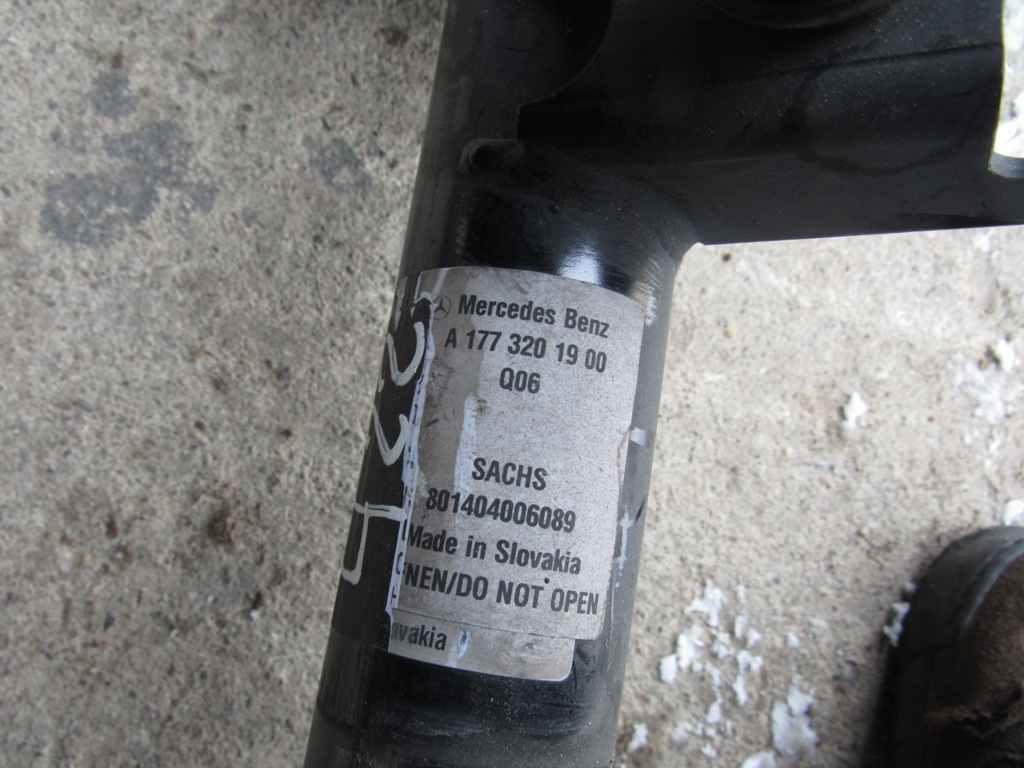 Mercedes Benz
A 177 320 19 00
Q06
SACHS
801404006089
Made in Slovakia
NEN/DO NOT OPEN
vakia